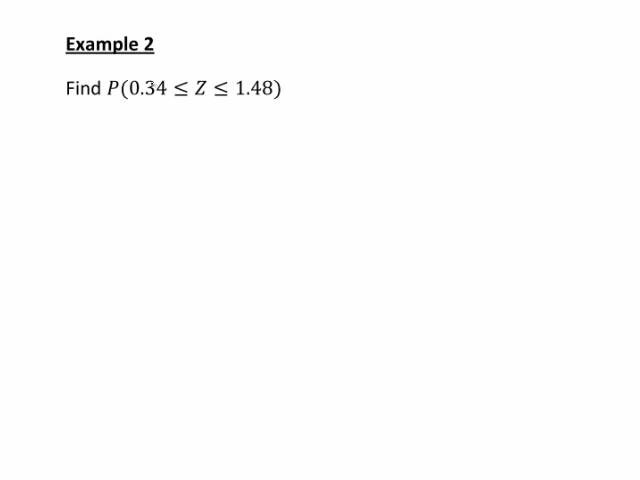 Example 2
Find P(0.34 ≤ Z ≤ 1.48)